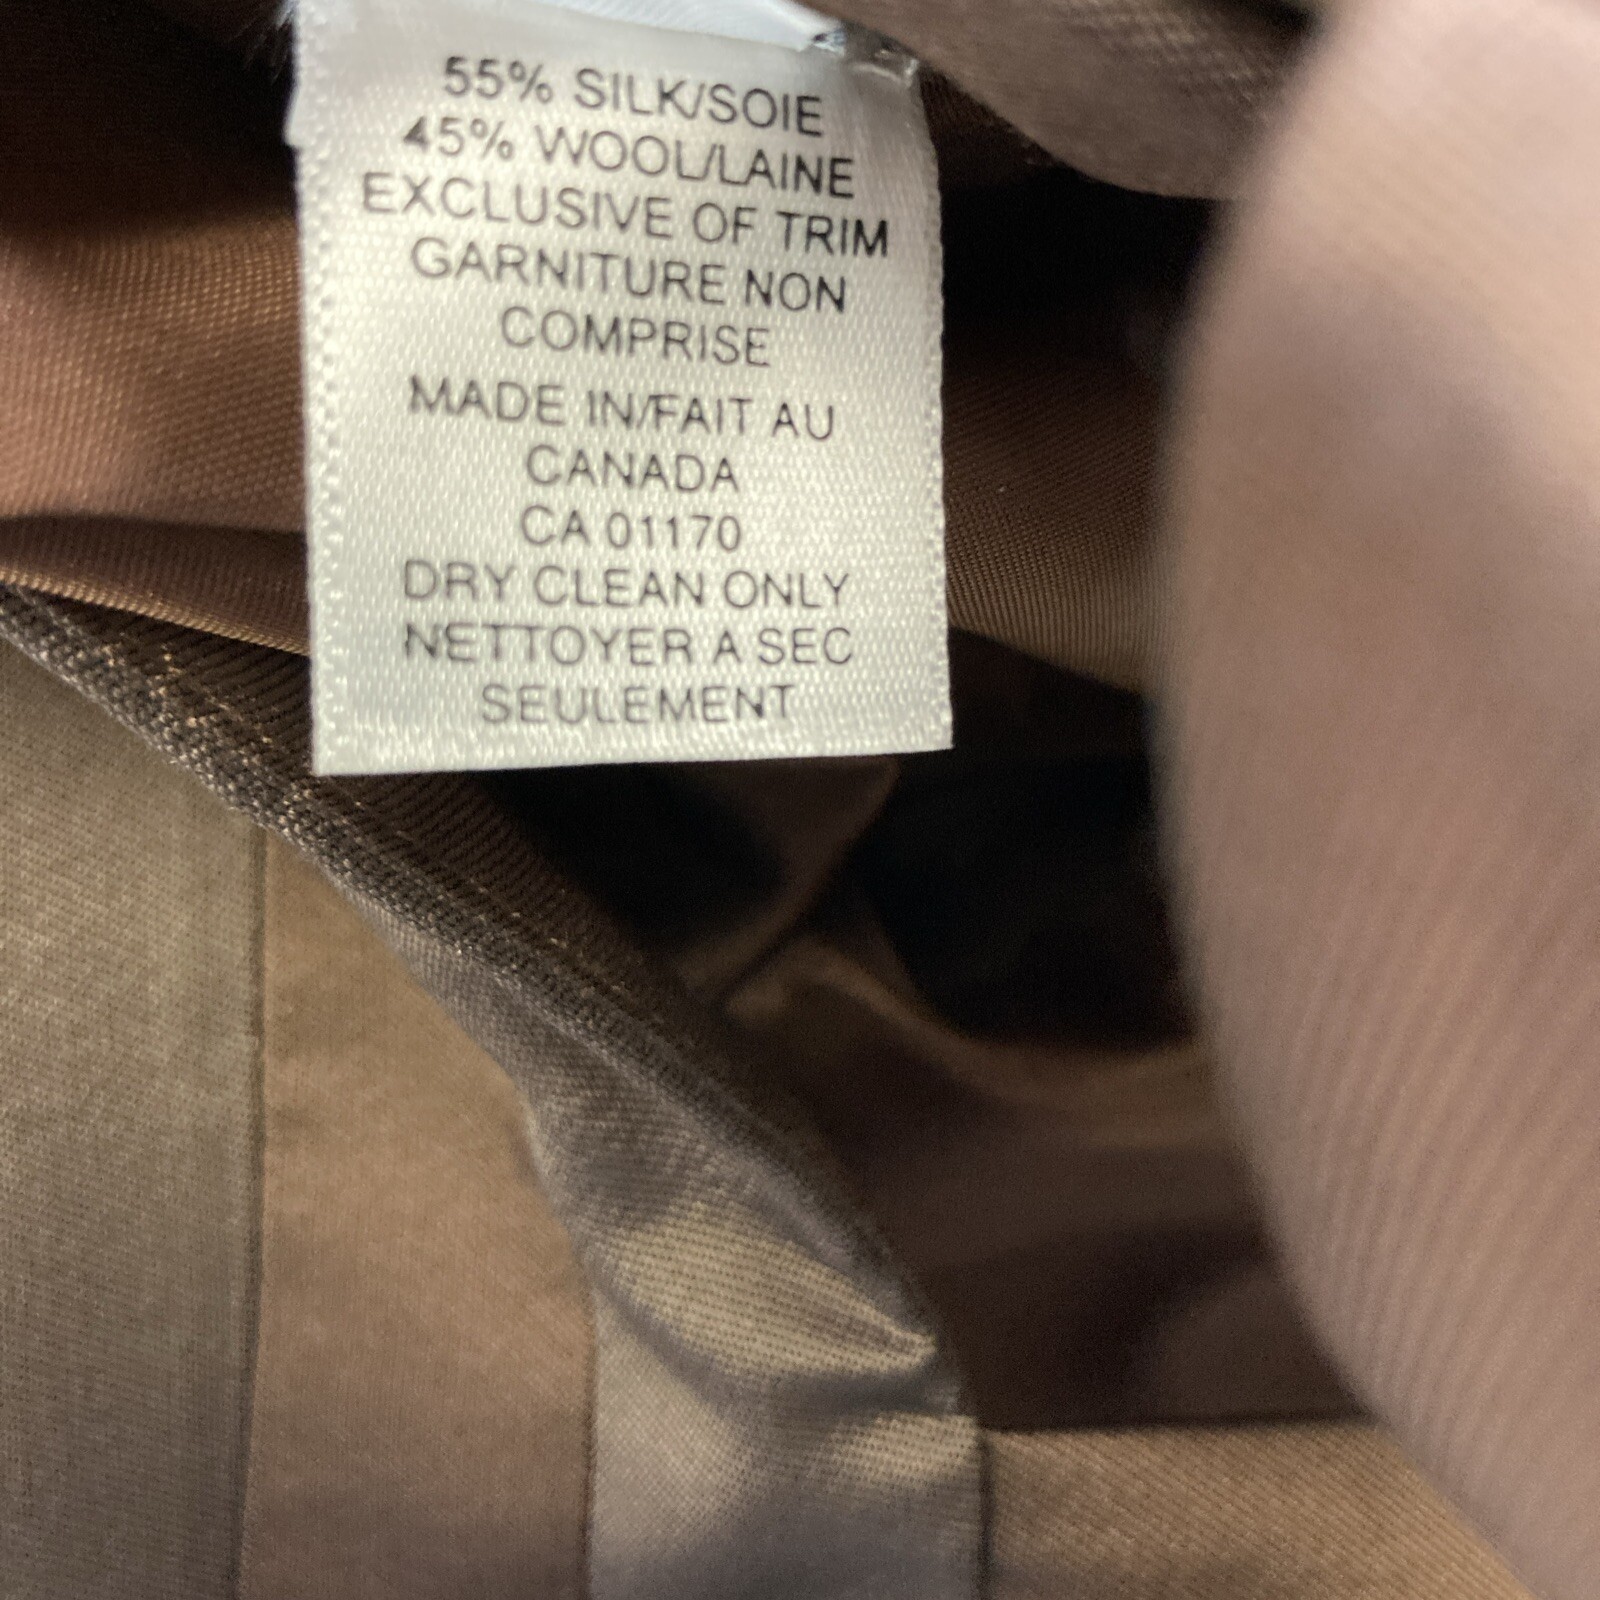 55% SILK/SOIE
45% WOOL/LAINE
EXCLUSIVE OF TRIM
GARNITURE NON
COMPRISE
MADE IN/FAIT AU
CANADA
CA 01170
DRY CLEAN ONLY
NETTOYER A SEC
SEULEMENT